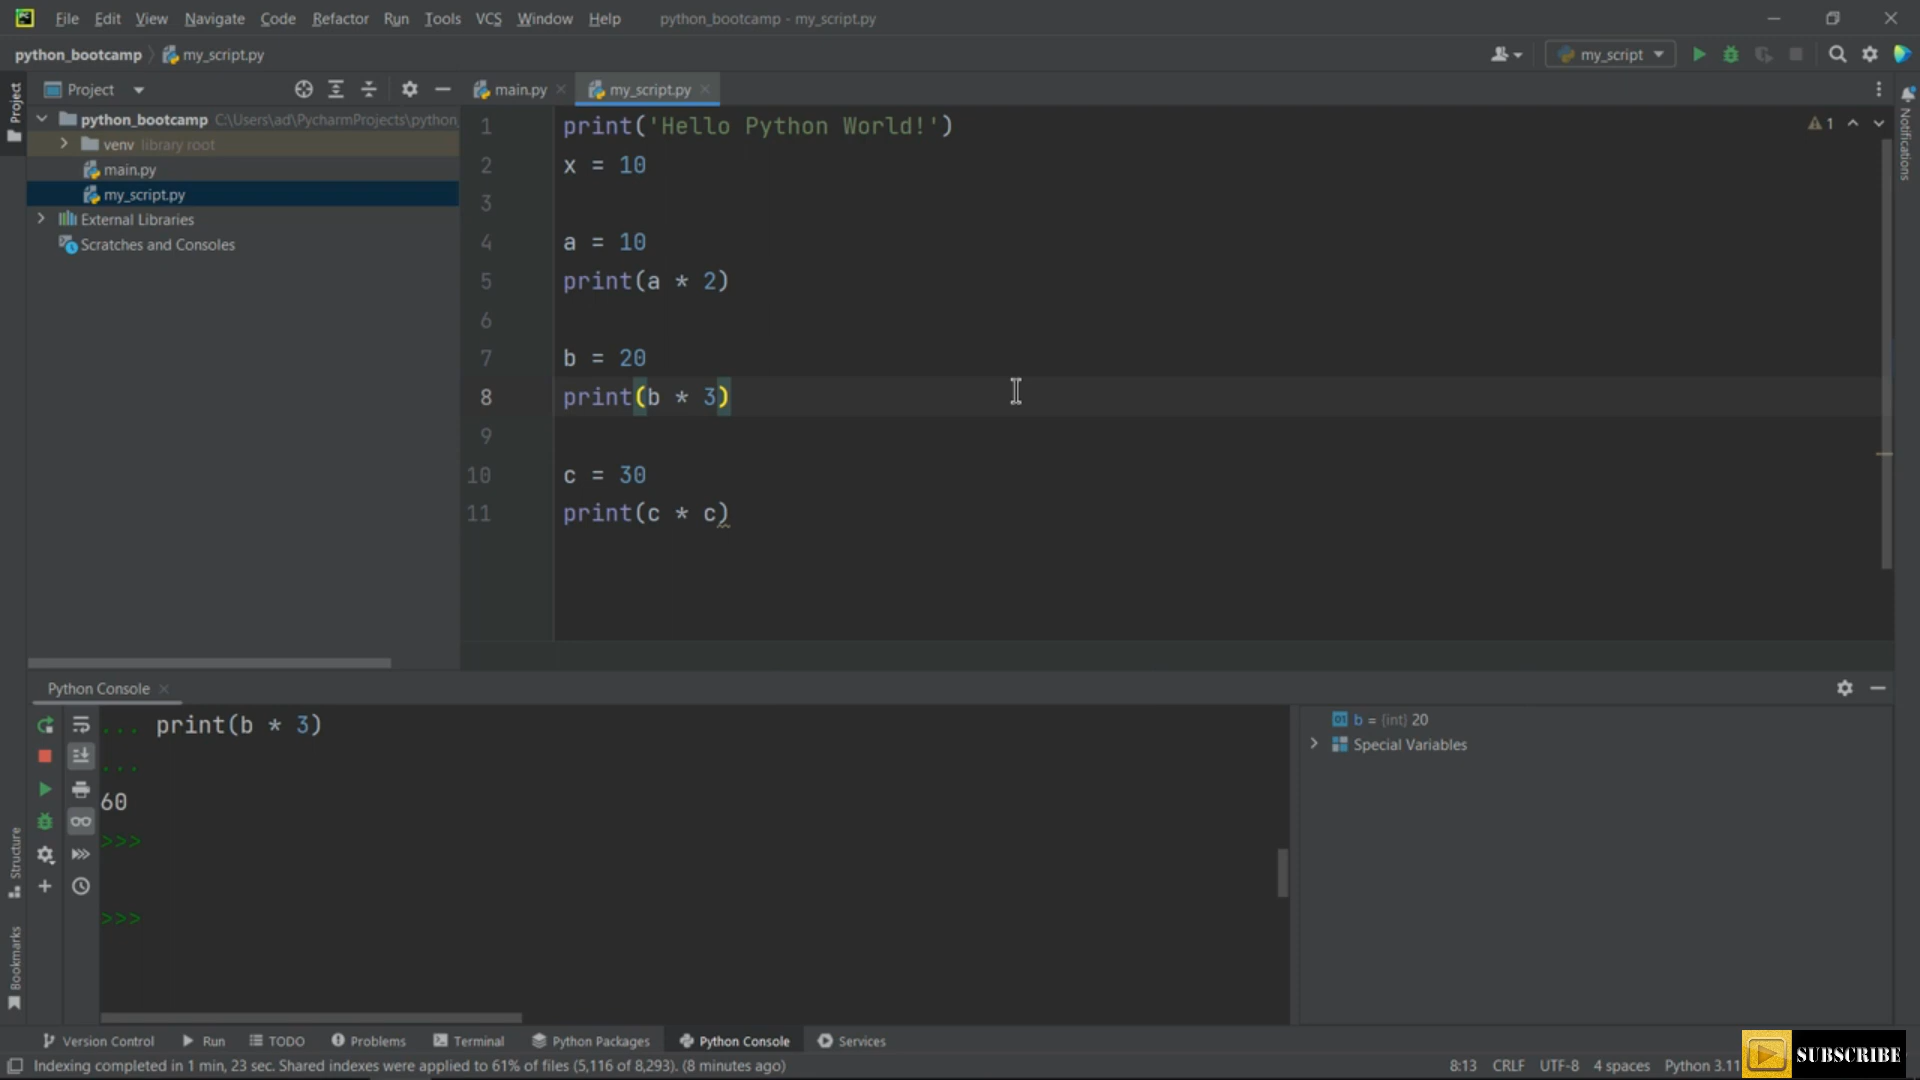 File Edit View Navigate Code Refactor Run Tools VCS Window Help python_bootcamp - my_script.py
python_bootcamp my_script.py my_script
Project
Project
main.py
my_script.py
Notifications
python_bootcamp C:\Users\ad\PycharmProjects\python_
venv library root
main.py
my_script.py
External Libraries
Scratches and Consoles
1 print('Hello Python World!')
2 x = 10
3
4 a = 10
5 print(a * 2)
6
7 b = 20
8 print(b * 3)
9
10 c = 30
11 print(c * c)
1
Python Console
... print(b * 3)
...
60
>>>
>>>
b = {int} 20
Special Variables
Structure
Bookmarks
Version Control Run TODO Problems Terminal Python Packages Python Console Services
Indexing completed in 1 min, 23 sec. Shared indexes were applied to 61% of files (5,116 of 8,293). (8 minutes ago) 8:13 CRLF UTF-8 4 spaces Python 3.11
SUBSCRIBE